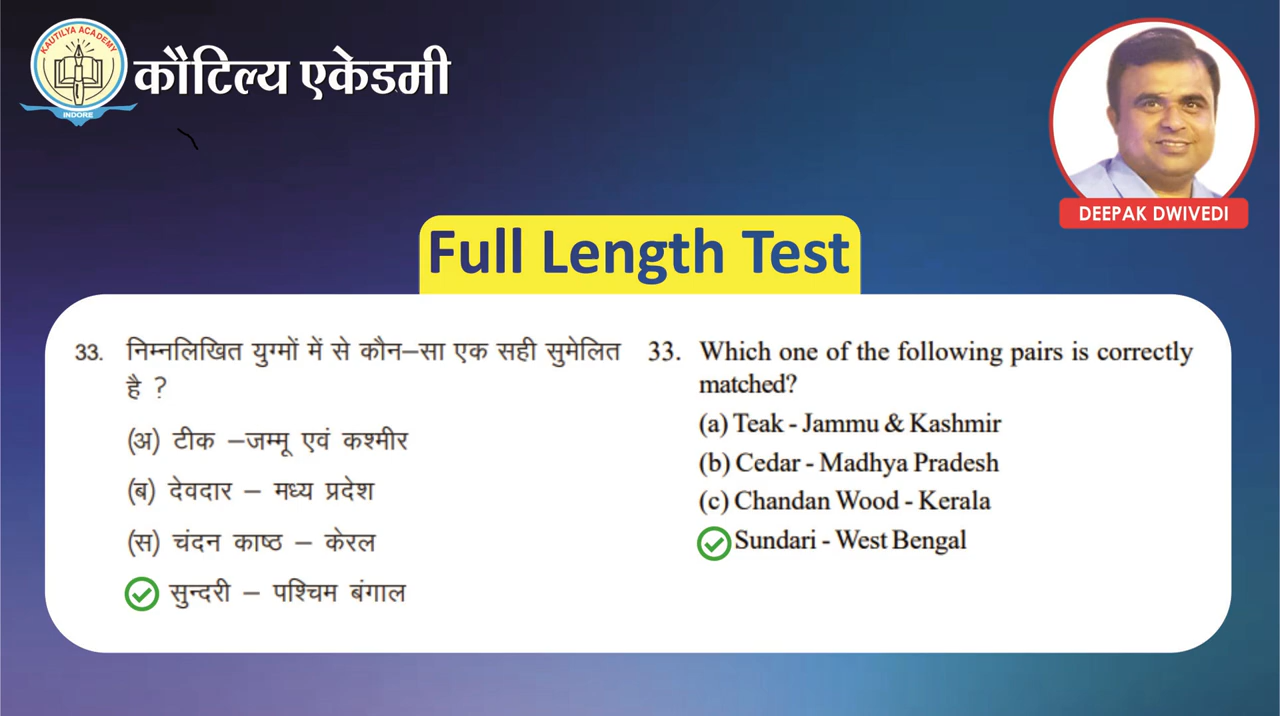 KAUTILYA ACADEMY
INDORE
कौटिल्य एकेडमी
DEEPAK DWIVEDI
Full Length Test
33. निम्नलिखित युग्मों में से कौन–सा एक सही सुमेलित
है ?
(अ) टीक –जम्मू एवं कश्मीर
(ब) देवदार – मध्य प्रदेश
(स) चंदन काष्ठ – केरल
सुन्दरी – पश्चिम बंगाल
33. Which one of the following pairs is correctly
matched?
(a) Teak - Jammu & Kashmir
(b) Cedar - Madhya Pradesh
(c) Chandan Wood - Kerala
Sundari - West Bengal